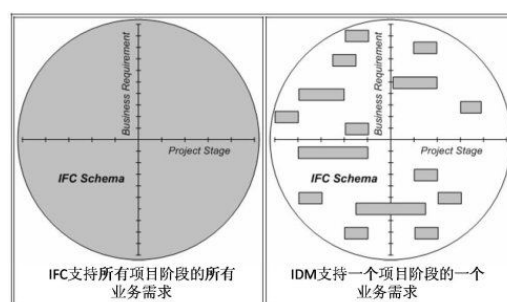 Business Requirement
Project Stage
IFC Schema
IFC支持所有项目阶段的所有
业务需求
Business Requirement
Project Stage
IFC Schema
IDM支持一个项目阶段的一个
业务需求